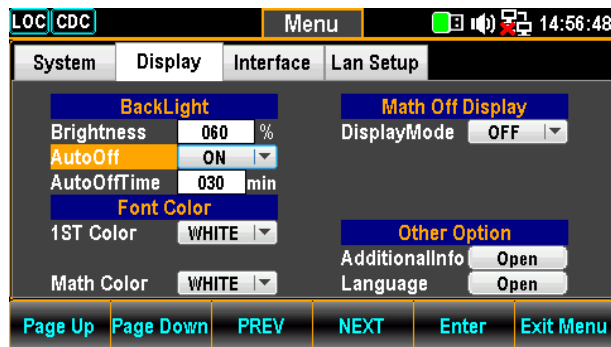 LOC CDC Menu 14:56:48
System Display Interface Lan Setup
BackLight
Brightness 060 %
AutoOff ON
AutoOffTime 030 min
Font Color
1ST Color WHITE
Math Color WHITE
Math Off Display
DisplayMode OFF
Other Option
AdditionalInfo Open
Language Open
Page Up Page Down PREV NEXT Enter Exit Menu